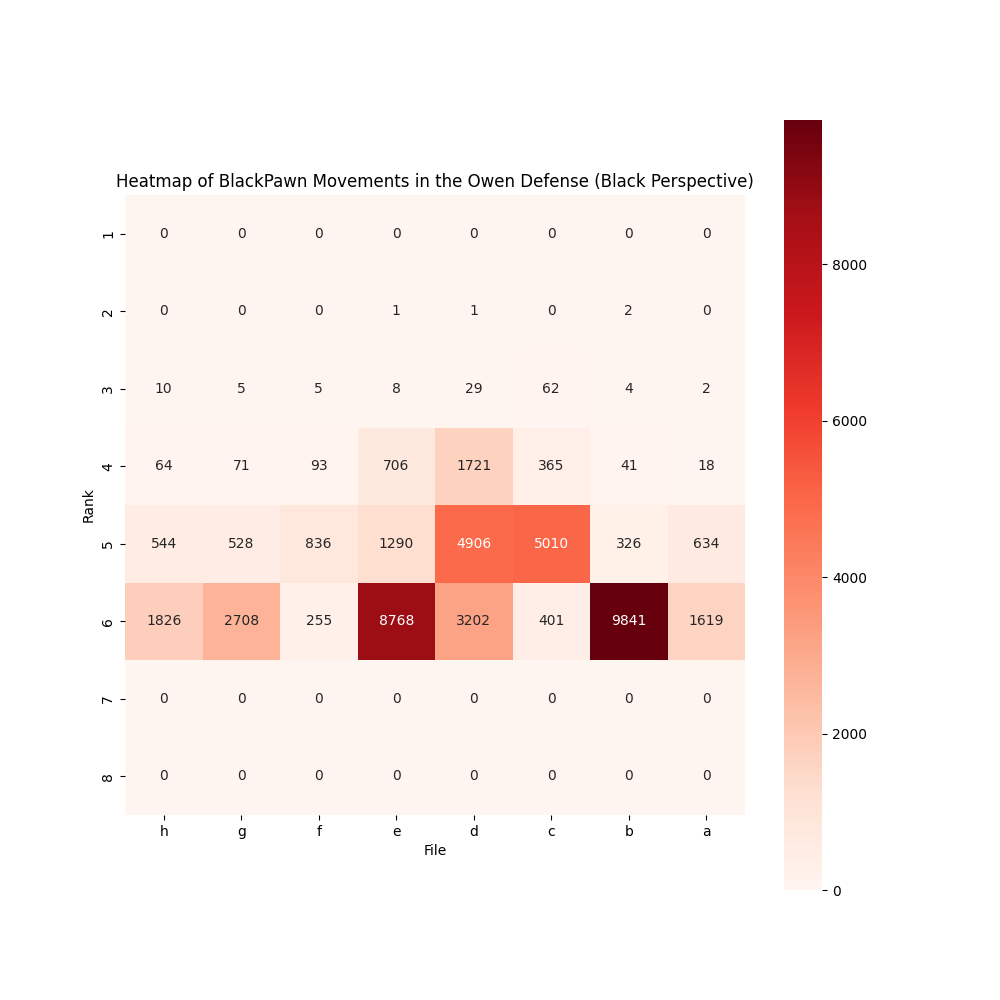 Heatmap of BlackPawn Movements in the Owen Defense (Black Perspective)
1 0 0 0 0 0 0 0 0
2 0 0 0 1 1 0 2 0
3 10 5 5 8 29 62 4 2
4 64 71 93 706 1721 365 41 18
5 544 528 836 1290 4906 5010 326 634
6 1826 2708 255 8768 3202 401 9841 1619
7 0 0 0 0 0 0 0 0
8 0 0 0 0 0 0 0 0
Rank
h g f e d c b a
File
8000
6000
4000
2000
0